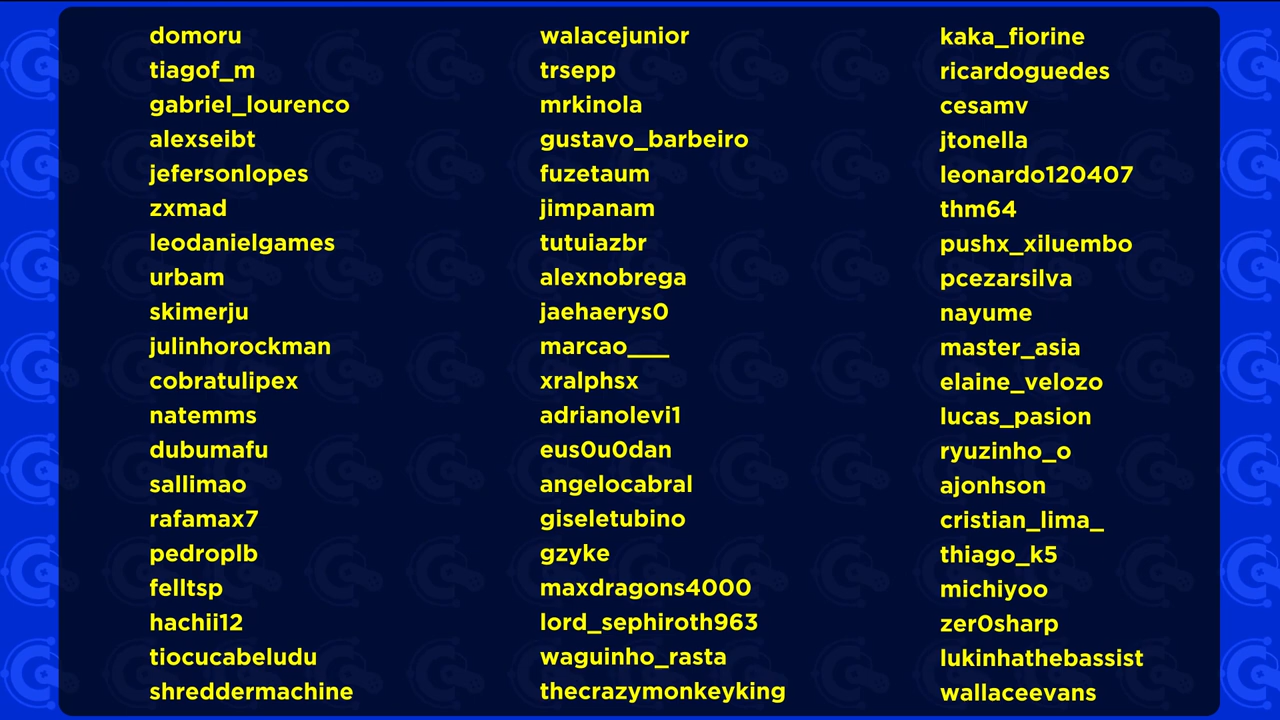 domoru
tiagof_m
gabriel_lourenco
alexseibt
jefersonlopes
zxmad
leodanielgames
urbam
skimerju
julinhorockman
cobratulipex
natemms
dubumafu
sallimao
rafamax7
pedroplb
felltsp
hachii12
tiocucabeludu
shreddermachine
walacejunior
trsepp
mrkinola
gustavo_barbeiro
fuzetaum
jimpanam
tutuiazbr
alexnobrega
jaehaerys0
marcao___
xralphsx
adrianolevi1
eus0u0dan
angelocabral
giseletubino
gzyke
maxdragons4000
lord_sephiroth963
waguinho_rasta
thecrazymonkeyking
kaka_fiorine
ricardoguedes
cesamv
jtonella
leonardo120407
thm64
pushx_xiluembo
pcezarsilva
nayume
master_asia
elaine_velozo
lucas_pasion
ryuzinho_o
ajonhson
cristian_lima_
thiago_k5
michiyoo
zer0sharp
lukinhathebassist
wallaceevans